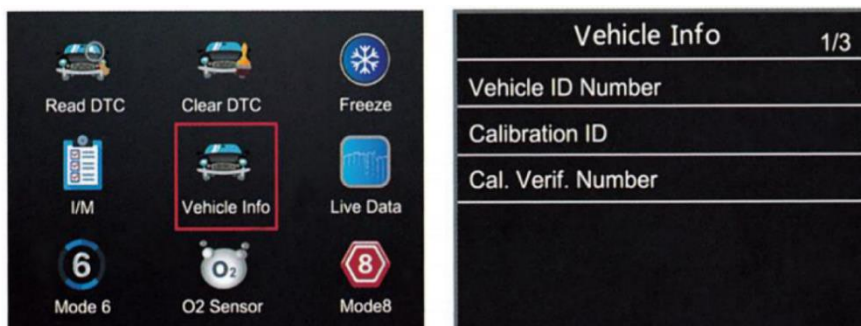 Read DTC
Clear DTC
Freeze
I/M
Vehicle Info
Live Data
6
Mode 6
O2
O2 Sensor
8
Mode8
Vehicle Info
1/3
Vehicle ID Number
Calibration ID
Cal. Verif. Number